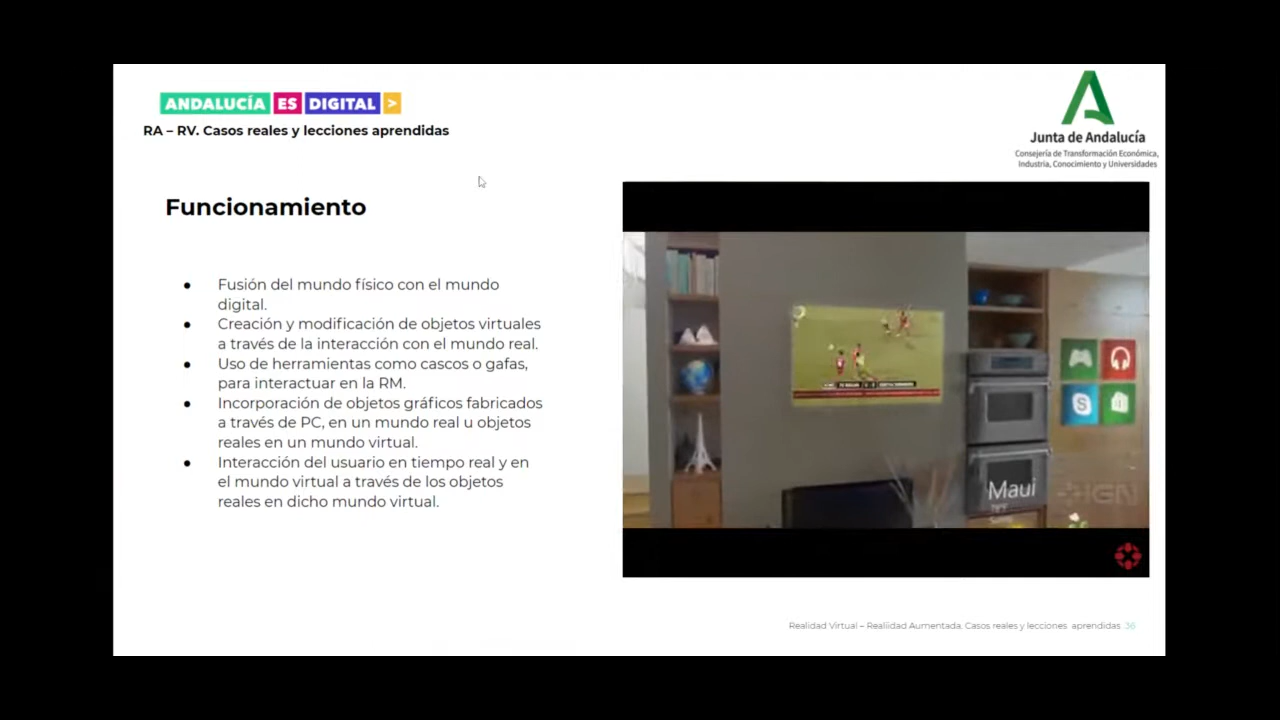 ANDALUCÍA ES DIGITAL >
RA – RV. Casos reales y lecciones aprendidas
Junta de Andalucía
Consejería de Transformación Económica,
Industria, Conocimiento y Universidades
Funcionamiento
● Fusión del mundo físico con el mundo
digital.
● Creación y modificación de objetos virtuales
a través de la interacción con el mundo real.
● Uso de herramientas como cascos o gafas,
para interactuar en la RM.
● Incorporación de objetos gráficos fabricados
a través de PC, en un mundo real u objetos
reales en un mundo virtual.
● Interacción del usuario en tiempo real y en
el mundo virtual a través de los objetos
reales en dicho mundo virtual.
S
Maui
IGN
Realidad Virtual – Realiidad Aumentada. Casos reales y lecciones aprendidas 36